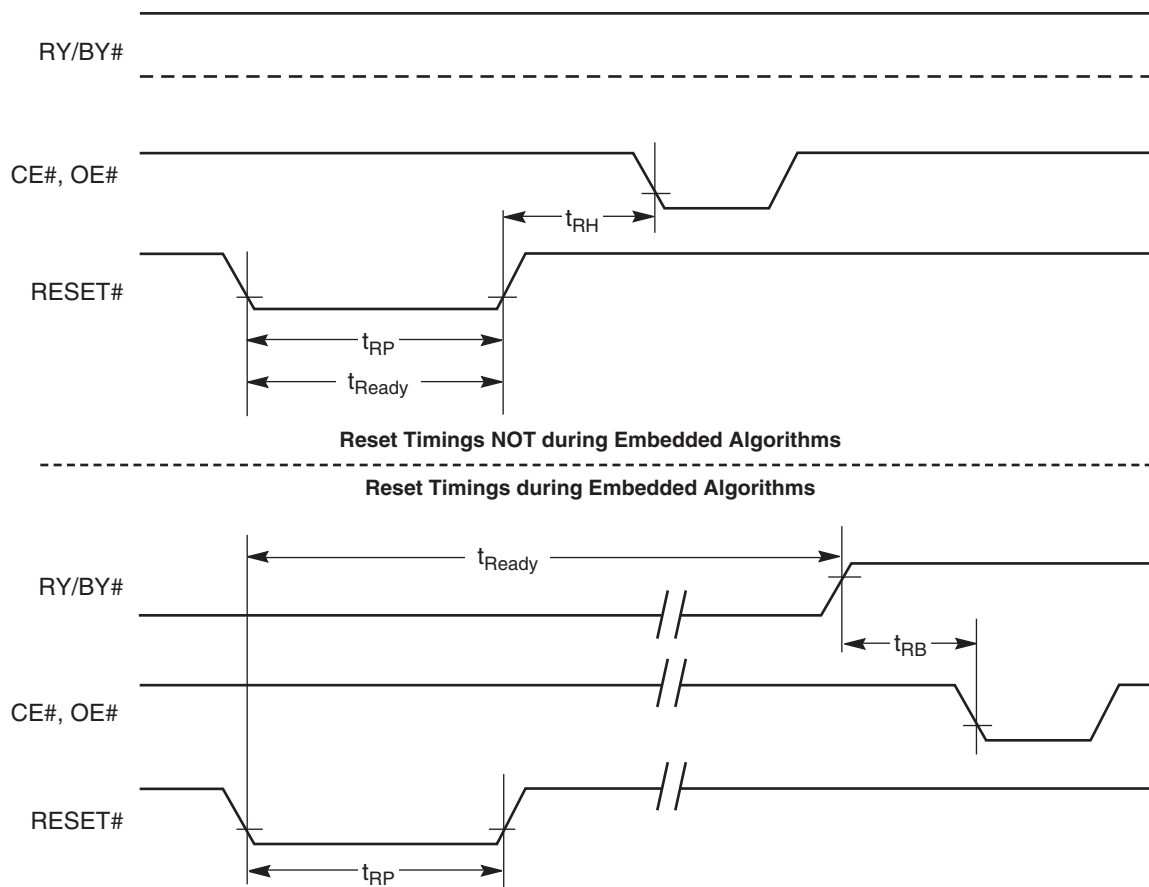 RY/BY#
CE#, OE#
tRH
RESET#
tRP
tReady
Reset Timings NOT during Embedded Algorithms
Reset Timings during Embedded Algorithms
tReady
RY/BY#
tRB
CE#, OE#
RESET#
tRP